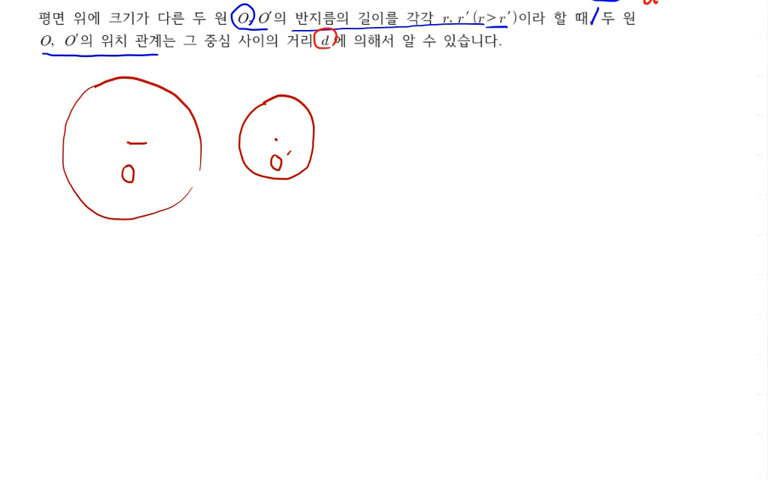 평면 위에 크기가 다른 두 원 O, O′의 반지름의 길이를 각각 r, r′(r>r′)이라 할 때 두 원
O, O′의 위치 관계는 그 중심 사이의 거리 d에 의해서 알 수 있습니다.
O O′